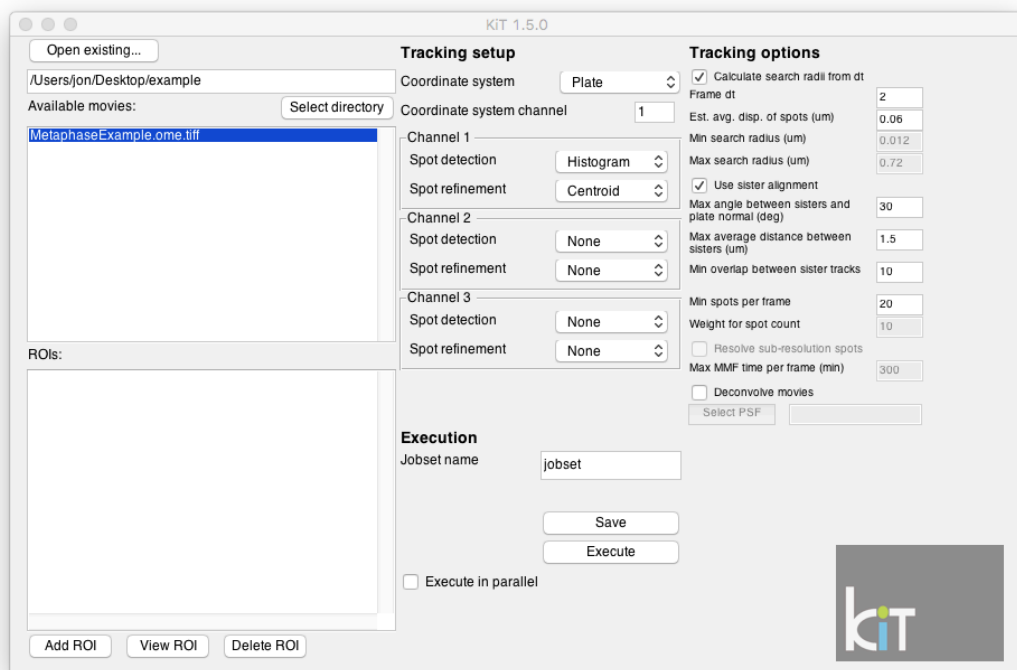 KiT 1.5.0
Open existing...
/Users/jon/Desktop/example
Available movies:
Select directory
MetaphaseExample.ome.tiff
ROIs:
Add ROI
View ROI
Delete ROI
Tracking setup
Coordinate system
Plate
Coordinate system channel
1
Channel 1
Spot detection
Histogram
Spot refinement
Centroid
Channel 2
Spot detection
None
Spot refinement
None
Channel 3
Spot detection
None
Spot refinement
None
Execution
Jobset name
jobset
Save
Execute
Execute in parallel
Tracking options
Calculate search radii from dt
Frame dt
2
Est. avg. disp. of spots (um)
0.06
Min search radius (um)
0.012
Max search radius (um)
0.72
Use sister alignment
Max angle between sisters and
plate normal (deg)
30
Max average distance between
sisters (um)
1.5
Min overlap between sister tracks
10
Min spots per frame
20
Weight for spot count
10
Resolve sub-resolution spots
Max MMF time per frame (min)
300
Deconvolve movies
Select PSF
kiT